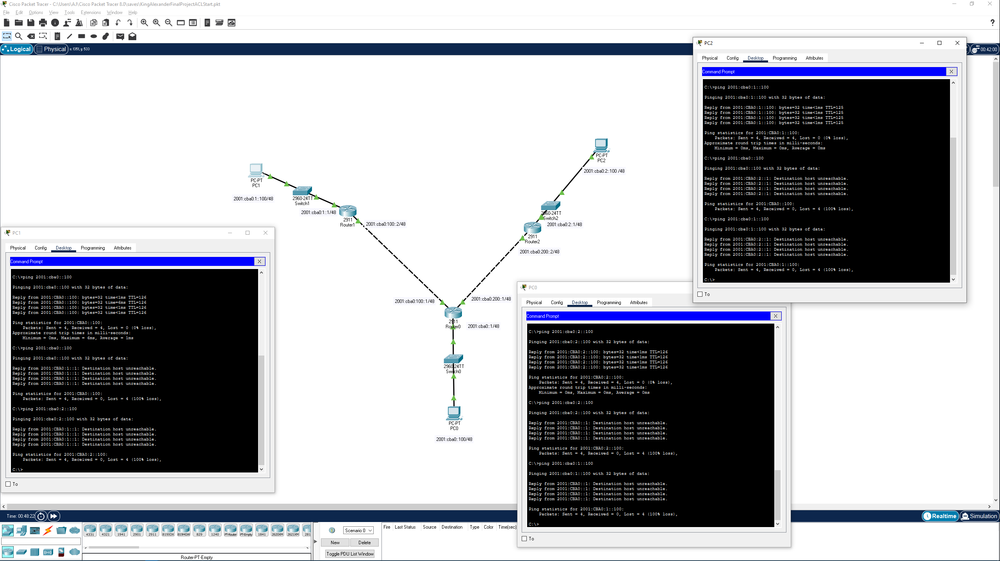 Cisco Packet Tracer - C:\Users\AJ\Cisco Packet Tracer 8.0\saves\KingAlexanderFinalProjectACLStart.pkt
File Edit Options View Tools Extensions Window Help
Logical Physical x: 1351, y: 533
00:42:00
PC-PT
PC1
2001:cba0:1::100/48
2960-24TT
Switch1
2001:cba0:1::1/48
2911
Router1
2001:cba0:100::2/48
PC-PT
PC2
2001:cba0:2::100 /48
2960-24TT
Switch2
2001:cba0:2::1/48
2911
Router2
2001:cba0:200::2/48
2001:cba0:100::1/48
2001:cba0:200::1/48
2911
Router0
2001:cba0::1/48
2960-24TT
Switch0
PC-PT
PC0
2001:cba0::100/48
PC1
Physical Config Desktop Programming Attributes
Command Prompt X
C:\>ping 2001:cba0::100
Pinging 2001:cba0::100 with 32 bytes of data:
Reply from 2001:CBA0::100: bytes=32 time<1ms TTL=126
Reply from 2001:CBA0::100: bytes=32 time=6ms TTL=126
Reply from 2001:CBA0::100: bytes=32 time<1ms TTL=126
Reply from 2001:CBA0::100: bytes=32 time<1ms TTL=126
Ping statistics for 2001:CBA0::100:
Packets: Sent = 4, Received = 4, Lost = 0 (0% loss),
Approximate round trip times in milli-seconds:
Minimum = 0ms, Maximum = 6ms, Average = 1ms
C:\>ping 2001:cba0::100
Pinging 2001:cba0::100 with 32 bytes of data:
Reply from 2001:CBA0:1::1: Destination host unreachable.
Reply from 2001:CBA0:1::1: Destination host unreachable.
Reply from 2001:CBA0:1::1: Destination host unreachable.
Reply from 2001:CBA0:1::1: Destination host unreachable.
Ping statistics for 2001:CBA0::100:
Packets: Sent = 4, Received = 0, Lost = 4 (100% loss),
C:\>ping 2001:cba0:2::100
Pinging 2001:cba0:2::100 with 32 bytes of data:
Reply from 2001:CBA0:1::1: Destination host unreachable.
Reply from 2001:CBA0:1::1: Destination host unreachable.
Reply from 2001:CBA0:1::1: Destination host unreachable.
Reply from 2001:CBA0:1::1: Destination host unreachable.
Ping statistics for 2001:CBA0:2::100:
Packets: Sent = 4, Received = 0, Lost = 4 (100% loss),
C:\>
To
PC2
Physical Config Desktop Programming Attributes
Command Prompt X
C:\>ping 2001:cba0:1::100
Pinging 2001:cba0:1::100 with 32 bytes of data:
Reply from 2001:CBA0:1::100: bytes=32 time<1ms TTL=125
Reply from 2001:CBA0:1::100: bytes=32 time<1ms TTL=125
Reply from 2001:CBA0:1::100: bytes=32 time<1ms TTL=125
Reply from 2001:CBA0:1::100: bytes=32 time<1ms TTL=125
Ping statistics for 2001:CBA0:1::100:
Packets: Sent = 4, Received = 4, Lost = 0 (0% loss),
Approximate round trip times in milli-seconds:
Minimum = 0ms, Maximum = 0ms, Average = 0ms
C:\>ping 2001:cba0::100
Pinging 2001:cba0::100 with 32 bytes of data:
Reply from 2001:CBA0:2::1: Destination host unreachable.
Reply from 2001:CBA0:2::1: Destination host unreachable.
Reply from 2001:CBA0:2::1: Destination host unreachable.
Reply from 2001:CBA0:2::1: Destination host unreachable.
Ping statistics for 2001:CBA0::100:
Packets: Sent = 4, Received = 0, Lost = 4 (100% loss),
C:\>ping 2001:cba0:1::100
Pinging 2001:cba0:1::100 with 32 bytes of data:
Reply from 2001:CBA0:2::1: Destination host unreachable.
Reply from 2001:CBA0:2::1: Destination host unreachable.
Reply from 2001:CBA0:2::1: Destination host unreachable.
Reply from 2001:CBA0:2::1: Destination host unreachable.
Ping statistics for 2001:CBA0:1::100:
Packets: Sent = 4, Received = 0, Lost = 4 (100% loss),
C:\>
To
PC0
Physical Config Desktop Programming Attributes
Command Prompt X
C:\>ping 2001:cba0:2::100
Pinging 2001:cba0:2::100 with 32 bytes of data:
Reply from 2001:CBA0:2::100: bytes=32 time<1ms TTL=126
Reply from 2001:CBA0:2::100: bytes=32 time<1ms TTL=126
Reply from 2001:CBA0:2::100: bytes=32 time<1ms TTL=126
Reply from 2001:CBA0:2::100: bytes=32 time<1ms TTL=126
Ping statistics for 2001:CBA0:2::100:
Packets: Sent = 4, Received = 4, Lost = 0 (0% loss),
Approximate round trip times in milli-seconds:
Minimum = 0ms, Maximum = 0ms, Average = 0ms
C:\>ping 2001:cba0:2::100
Pinging 2001:cba0:2::100 with 32 bytes of data:
Reply from 2001:CBA0::1: Destination host unreachable.
Reply from 2001:CBA0::1: Destination host unreachable.
Reply from 2001:CBA0::1: Destination host unreachable.
Reply from 2001:CBA0::1: Destination host unreachable.
Ping statistics for 2001:CBA0:2::100:
Packets: Sent = 4, Received = 0, Lost = 4 (100% loss),
C:\>ping 2001:cba0:1::100
Pinging 2001:cba0:1::100 with 32 bytes of data:
Reply from 2001:CBA0::1: Destination host unreachable.
Reply from 2001:CBA0::1: Destination host unreachable.
Reply from 2001:CBA0::1: Destination host unreachable.
Reply from 2001:CBA0::1: Destination host unreachable.
Ping statistics for 2001:CBA0:1::100:
Packets: Sent = 4, Received = 0, Lost = 4 (100% loss),
C:\>
To
Time: 00:48:22
Realtime Simulation
4331 4321 1941 2901 2911 819IOX 819HGW 829 1240 PT-Router PT-Empty 1841 2620XM 2621XM 281
Router-PT-Empty
Scenario 0
New Delete
Toggle PDU List Window
Fire Last Status Source Destination Type Color Time(sec)